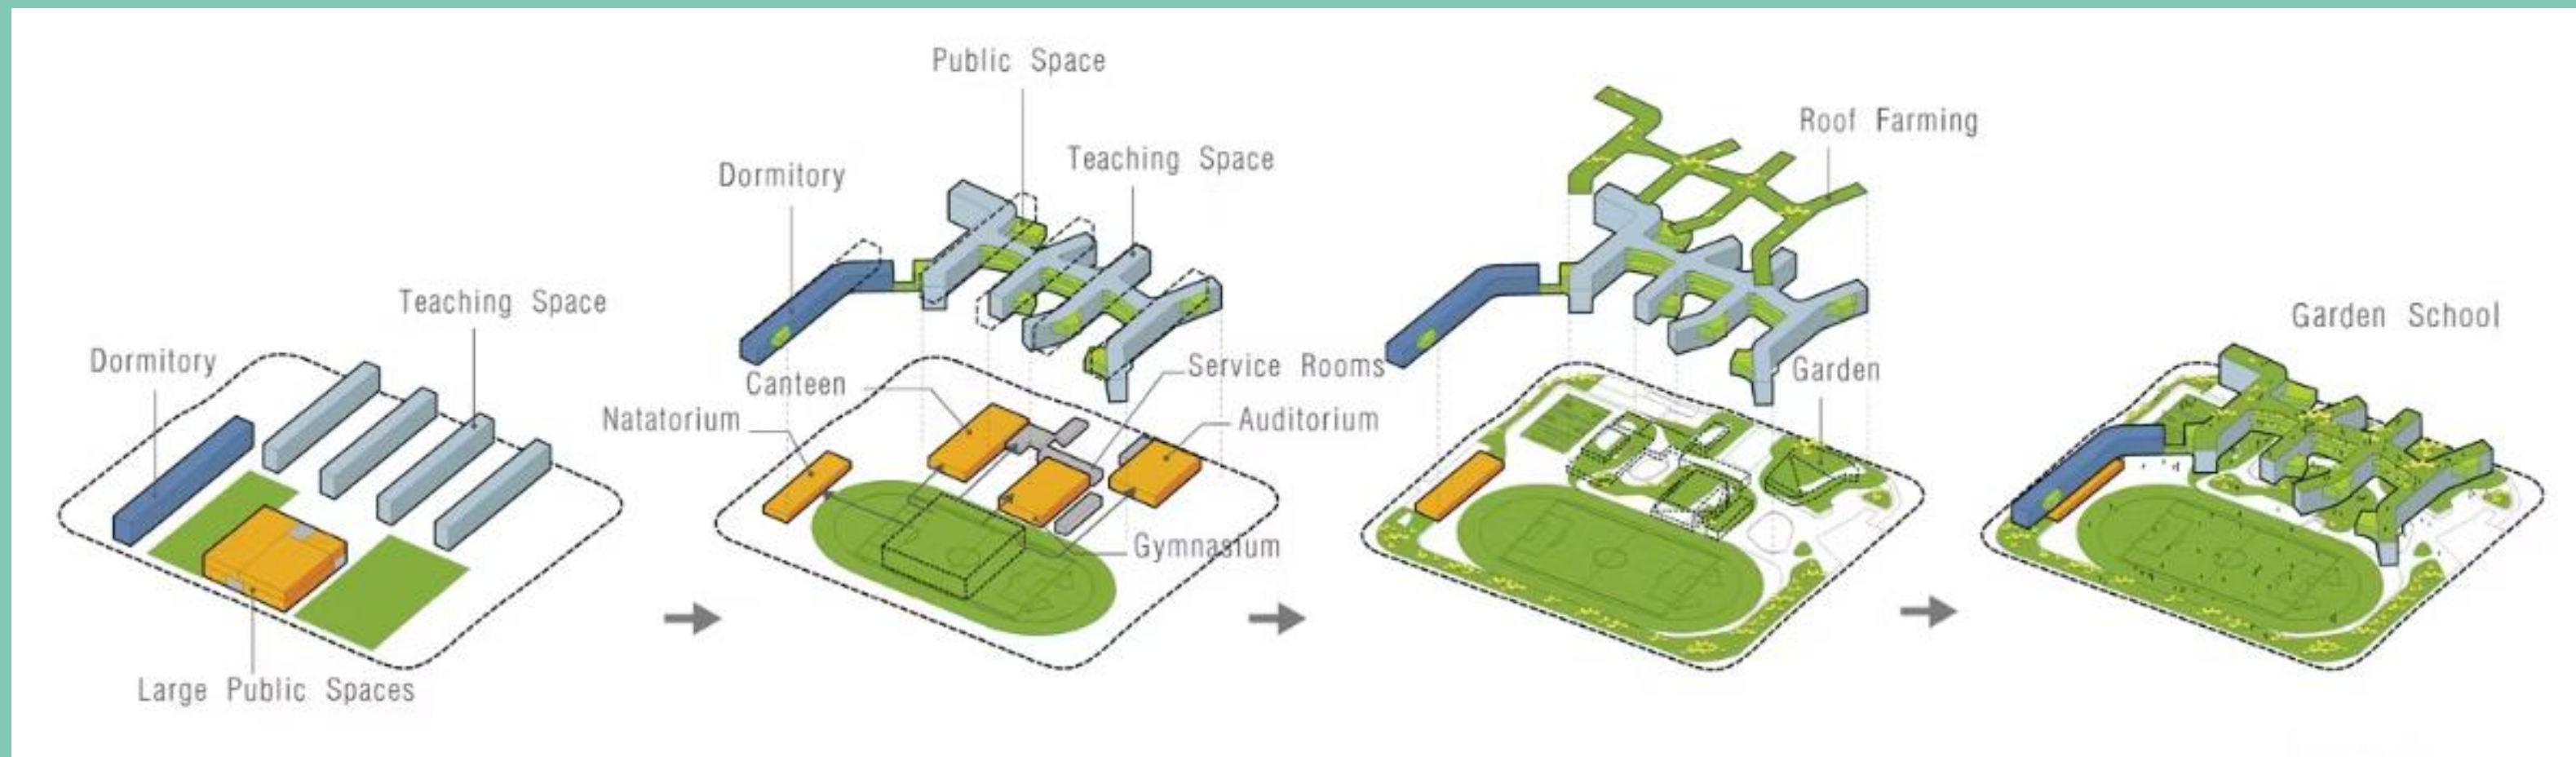 Dormitory
Teaching Space
Large Public Spaces
Public Space
Dormitory
Teaching Space
Canteen
Natatorium
Service Rooms
Auditorium
Gymnasium
Roof Farming
Garden
Garden School